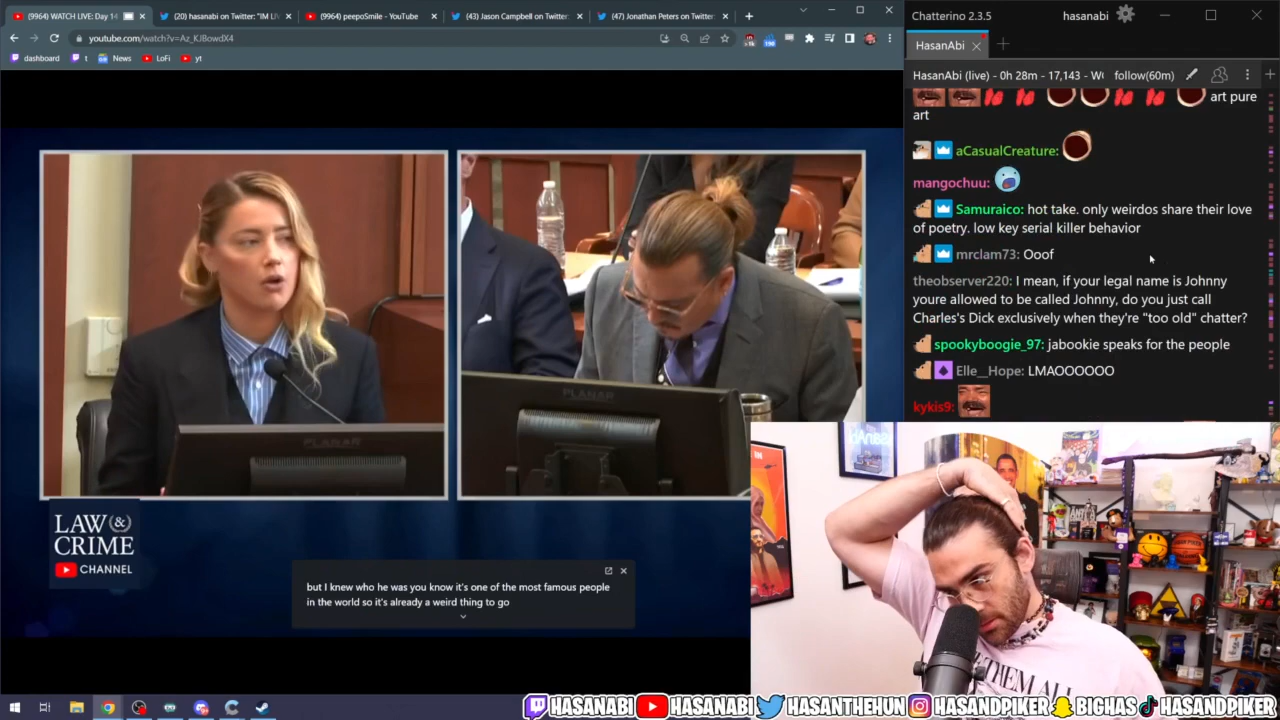 (9964) WATCH LIVE: Day 14
(20) hasanabi on Twitter: "IM LI
(9964) peepoSmile - YouTube
(43) Jason Campbell on Twitter:
(47) Jonathan Peters on Twitter:
youtube.com/watch?v=Az_KJBowdX4
dashboard
t
News
LoFi
yt
Chatterino 2.3.5
hasanabi
HasanAbi
HasanAbi (live) - 0h 28m - 17,143 - W
follow(60m)
art pure
art
aCasualCreature:
mangochuu:
Samuraico: hot take. only weirdos share their love
of poetry. low key serial killer behavior
mrclam73: Ooof
theobserver220: I mean, if your legal name is Johnny
youre allowed to be called Johnny, do you just call
Charles's Dick exclusively when they're "too old" chatter?
spookyboogie_97: jabookie speaks for the people
Elle__Hope: LMAOOOOOO
kykis9:
PLANAR
PLANAR
LAW &
CRIME
CHANNEL
but I knew who he was you know it's one of the most famous people
in the world so it's already a weird thing to go
HASANABI
HASANABI
HASANTHEHUN
HASANDPIKER
BIGHAS
HASANDPIKER